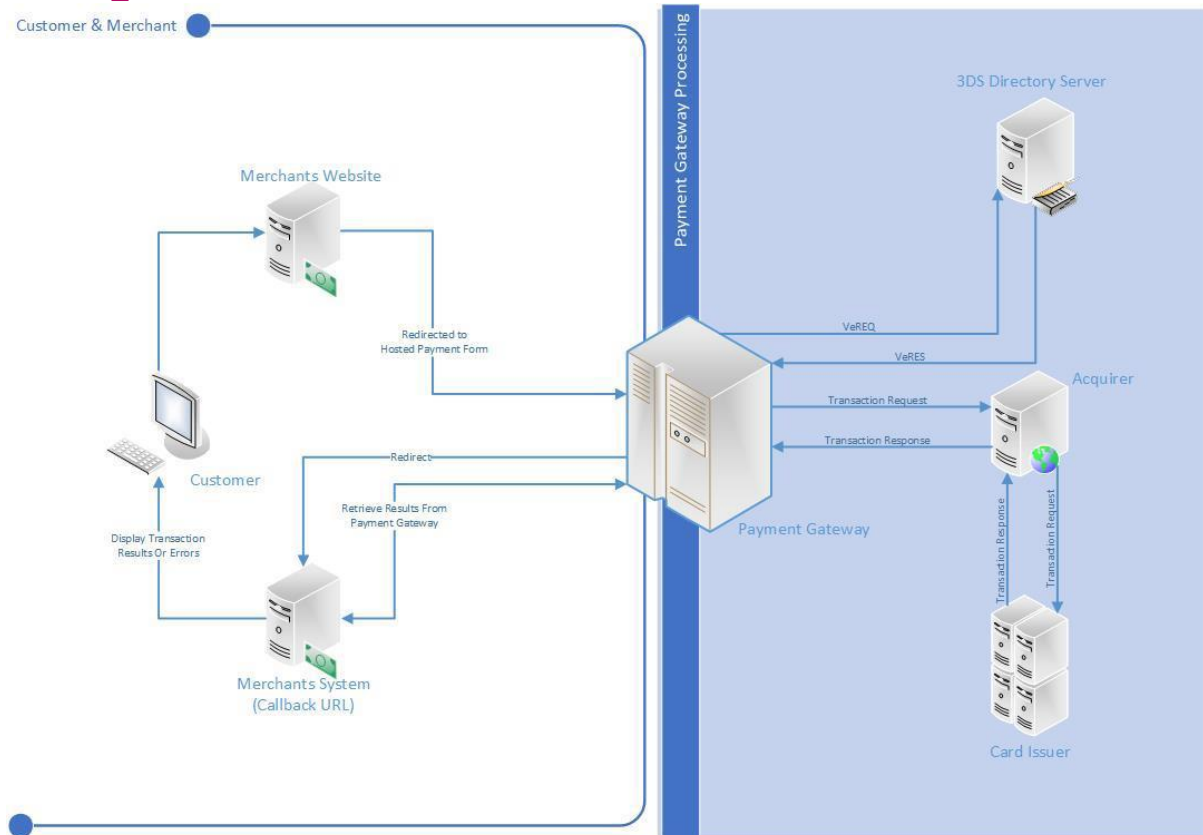 Customer & Merchant
Payment Gateway Processing
3DS Directory Server
Merchants Website
Redirected to
Hosted Payment Form
VeREQ
VeRES
Acquirer
Transaction Request
Transaction Response
Customer
Redirect
Retrieve Results From
Payment Gateway
Payment Gateway
Display Transaction
Results Or Errors
Transaction Response
Transaction Request
Merchants System
(Callback URL)
Card Issuer